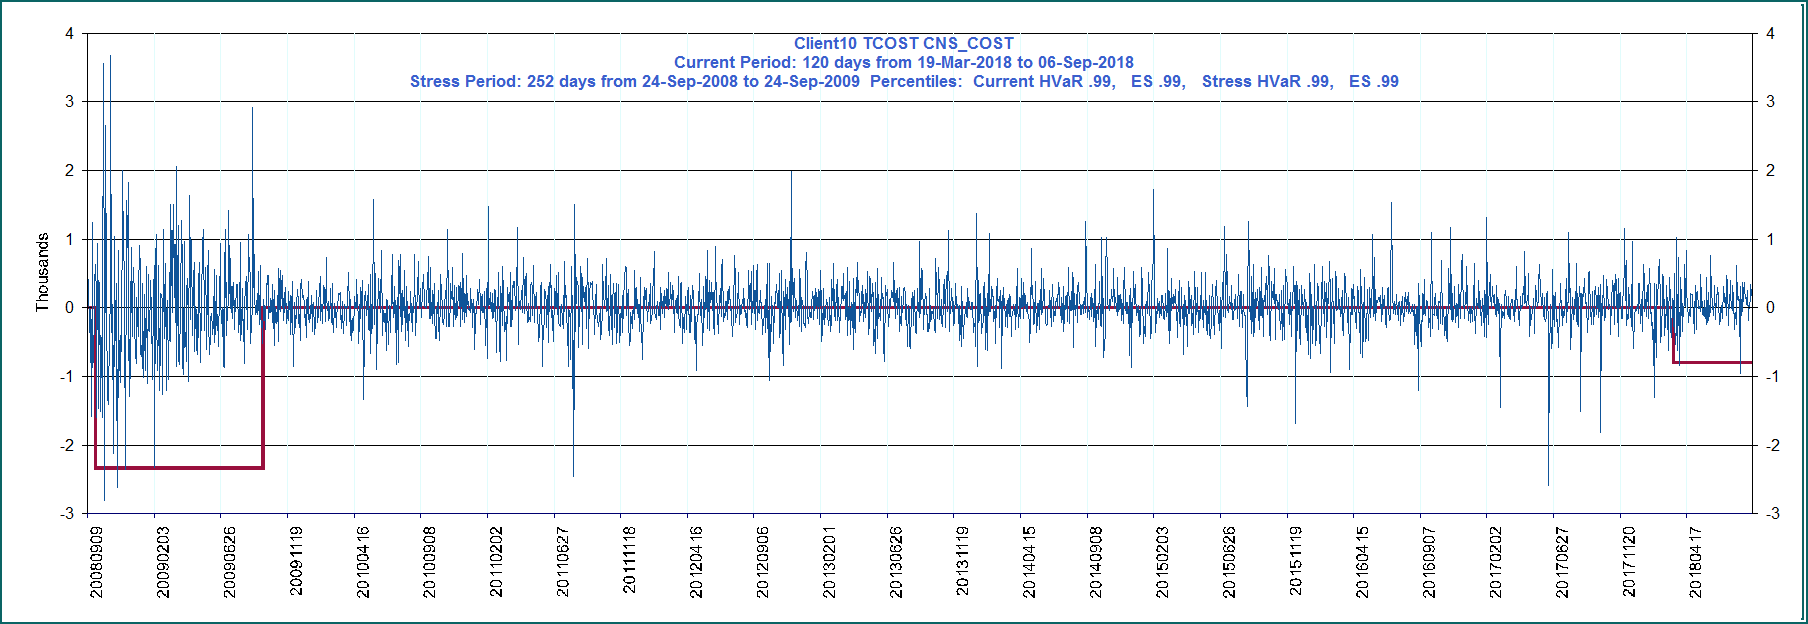 Client10 TCOST CNS_COST
Current Period: 120 days from 19-Mar-2018 to 06-Sep-2018
Stress Period: 252 days from 24-Sep-2008 to 24-Sep-2009  Percentiles:  Current HVaR .99,   ES .99,   Stress HVaR .99,   ES .99
4 4
3 3
2 2
1 1
0 0
-1 -1
-2 -2
-3 -3
Thousands
20080909 20090203 20090626 20091119 20100416 20100908 20110202 20110627 20111118 20120416 20120906 20130201 20130626 20131119 20140415 20140908 20150203 20150626 20151119 20160415 20160907 20170202 20170627 20171120 20180417